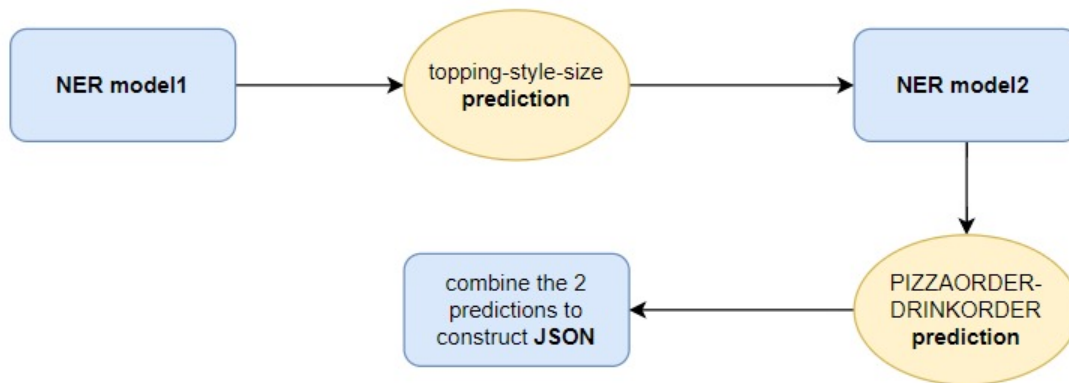 NER model1
topping-style-size
prediction
NER model2
PIZZAORDER-
DRINKORDER
prediction
combine the 2
predictions to
construct JSON